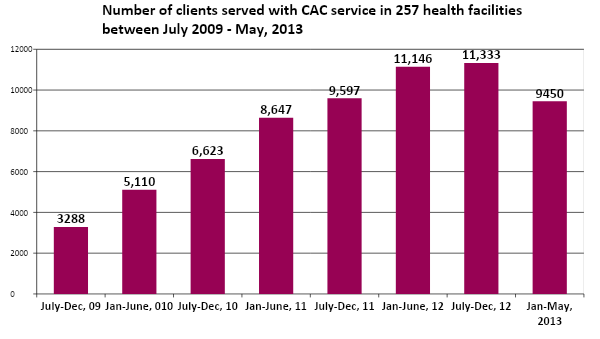 Number of clients served with CAC service in 257 health facilities
between July 2009 - May, 2013
12000
10000
8000
6000
4000
2000
0
3288
5,110
6,623
8,647
9,597
11,146
11,333
9450
July-Dec, 09
Jan-June, 010
July-Dec, 10
Jan-June, 11
July-Dec, 11
Jan-June, 12
July-Dec, 12
Jan-May,
2013